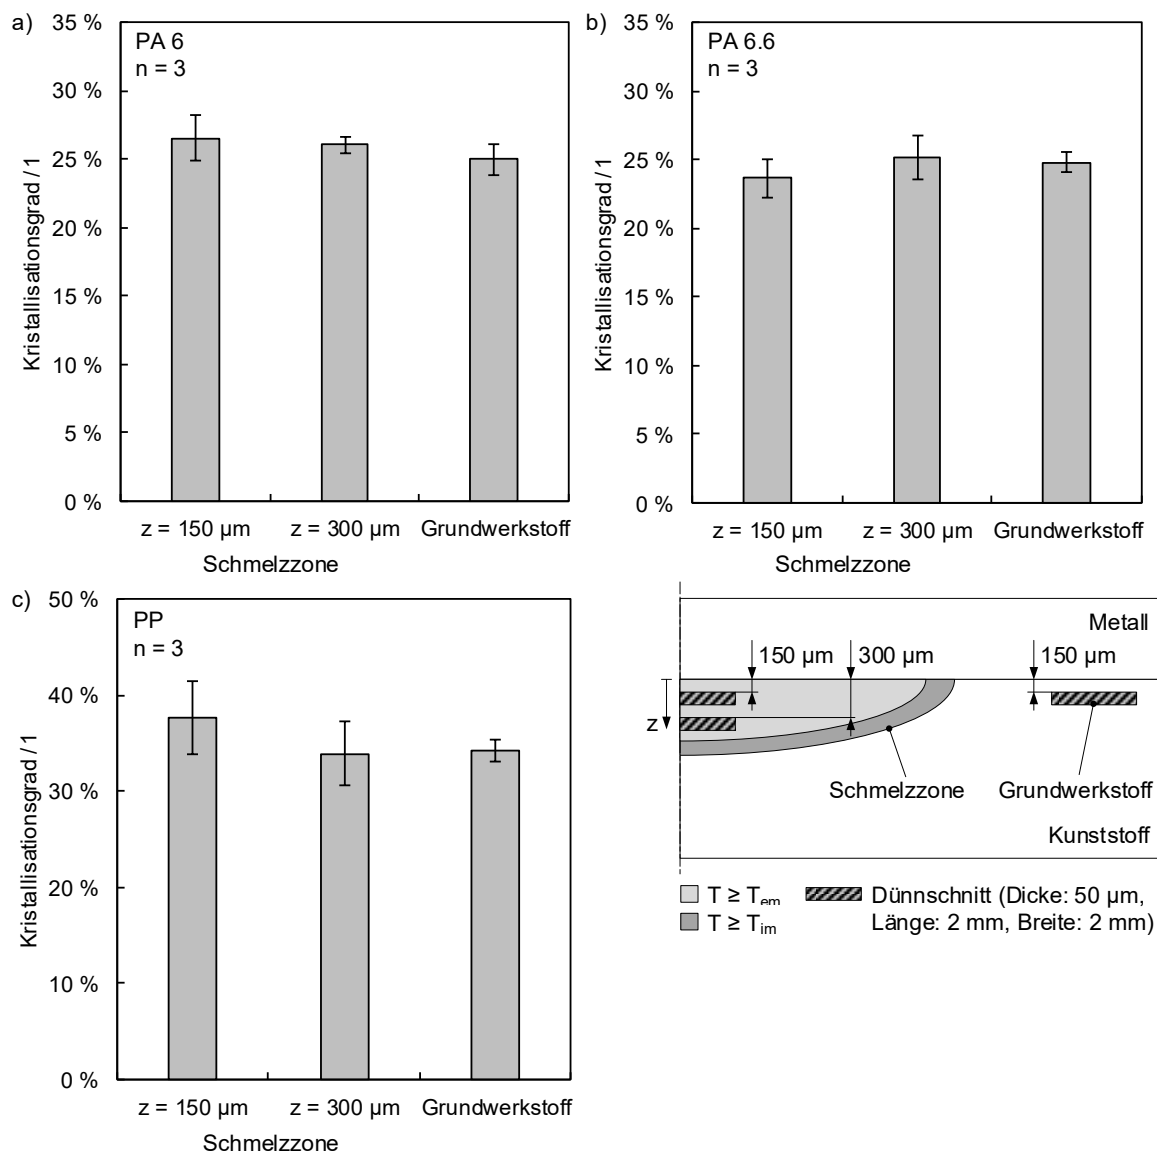 a)
PA 6
n = 3
35 %
30 %
25 %
20 %
15 %
10 %
5 %
0 %
Kristallisationsgrad / 1
z = 150 µm z = 300 µm Grundwerkstoff
Schmelzzone
b)
PA 6.6
n = 3
35 %
30 %
25 %
20 %
15 %
10 %
5 %
0 %
Kristallisationsgrad / 1
z = 150 µm z = 300 µm Grundwerkstoff
Schmelzzone
c)
PP
n = 3
50 %
40 %
30 %
20 %
10 %
0 %
Kristallisationsgrad / 1
z = 150 µm z = 300 µm Grundwerkstoff
Schmelzzone
Metall
150 µm 300 µm 150 µm
z
Schmelzzone Grundwerkstoff
Kunststoff
T ≥ Tem Dünnschnitt (Dicke: 50 µm,
T ≥ Tim Länge: 2 mm, Breite: 2 mm)